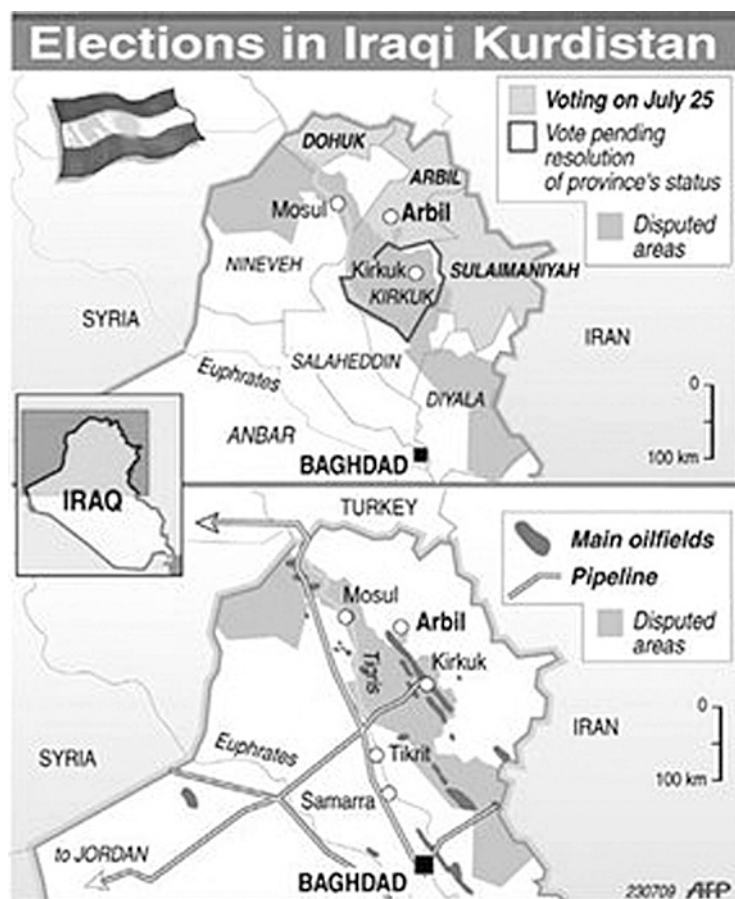 Elections in Iraqi Kurdistan
Voting on July 25
Vote pending
resolution
of province's status
Disputed
areas
DOHUK
ARBIL
Mosul
Arbil
NINEVEH
Kirkuk
SULAIMANIYAH
KIRKUK
SYRIA
IRAN
SALAHEDDIN
Euphrates
DIYALA
0
ANBAR
BAGHDAD
100 km
IRAQ
TURKEY
Main oilfields
Pipeline
Disputed
areas
Mosul
Arbil
Tigris
Kirkuk
0
IRAN
Euphrates
SYRIA
Tikrit
100 km
Samarra
to JORDAN
BAGHDAD
230709 AFP